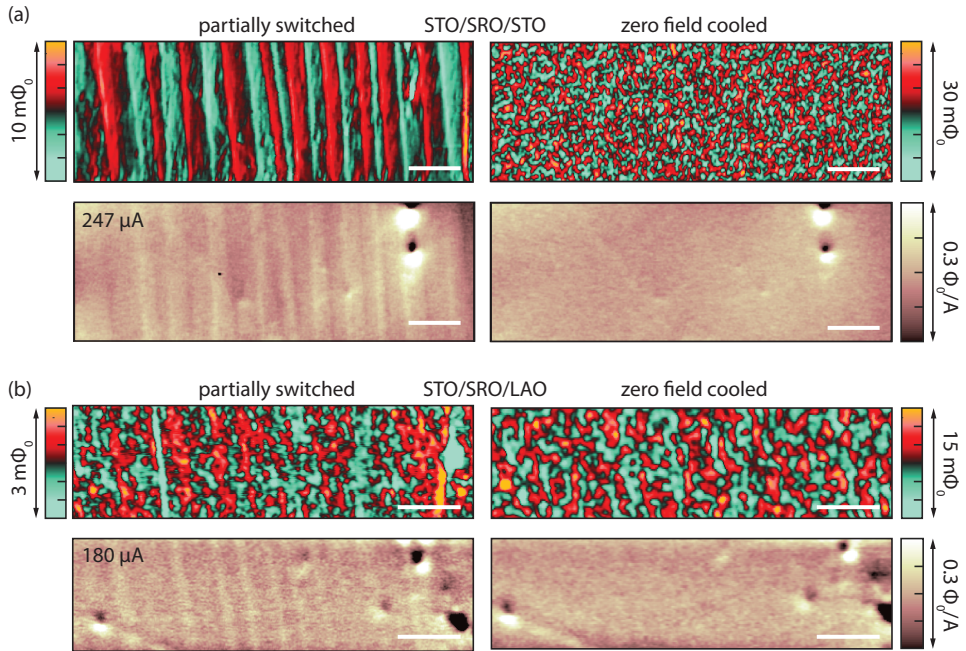 (a)
partially switched STO/SRO/STO zero field cooled
10 mΦ₀
30 mΦ₀
247 µA
0.3 Φ₀/A
(b)
partially switched STO/SRO/LAO zero field cooled
3 mΦ₀
15 mΦ₀
180 µA
0.3 Φ₀/A